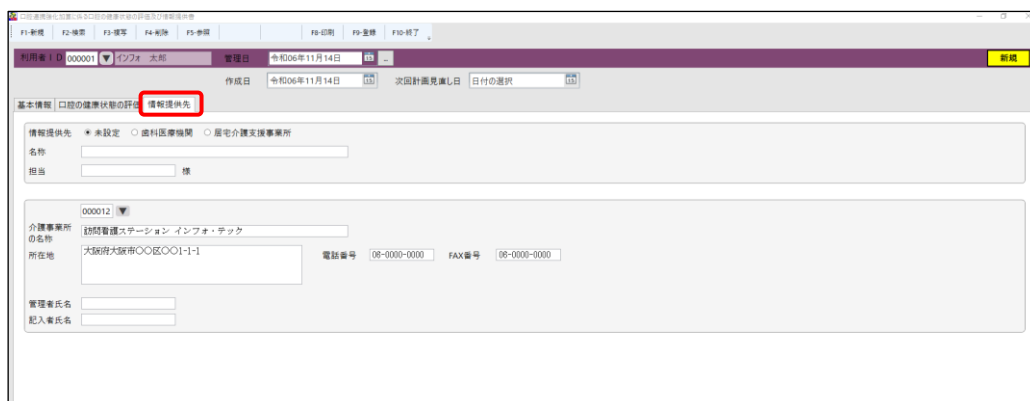 口腔連携強化加算に係る口腔の健康状態の評価及び情報提供書
F1-新規 F2-検索 F3-複写 F4-削除 F5-参照 F8-印刷 F9-登録 F10-終了
利用者ID 000001 インフォ 太郎 管理日 令和06年11月14日 15 ... 新規
作成日 令和06年11月14日 15 次回計画見直し日 日付の選択 15
基本情報 口腔の健康状態の評価 情報提供先
情報提供先 未設定 歯科医療機関 居宅介護支援事業所
名称
担当 様
000012
介護事業所の名称 訪問看護ステーション インフォ・テック
所在地 大阪府大阪市〇〇区〇〇1-1-1 電話番号 06-0000-0000 FAX番号 06-0000-0000
管理者氏名
記入者氏名